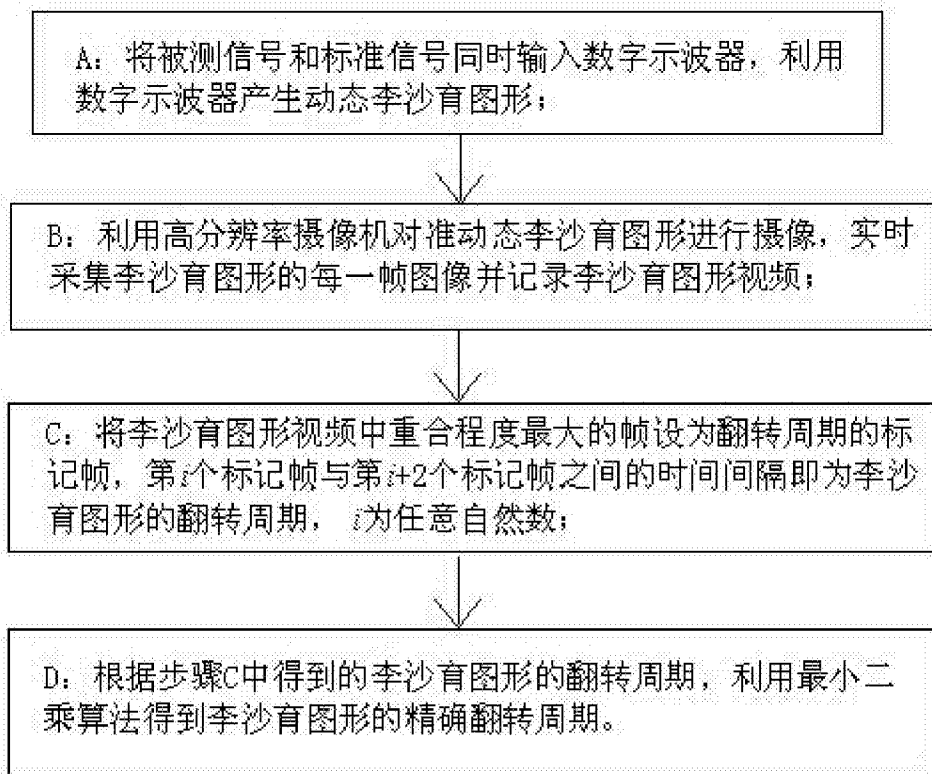 A：将被测信号和标准信号同时输入数字示波器，利用
数字示波器产生动态李沙育图形；
B：利用高分辨率摄像机对准动态李沙育图形进行摄像，实时
采集李沙育图形的每一帧图像并记录李沙育图形视频；
C：将李沙育图形视频中重合程度最大的帧设为翻转周期的标
记帧，第i个标记帧与第i+2个标记帧之间的时间间隔即为李沙
育图形的翻转周期，i为任意自然数；
D：根据步骤C中得到的李沙育图形的翻转周期，利用最小二
乘算法得到李沙育图形的精确翻转周期。